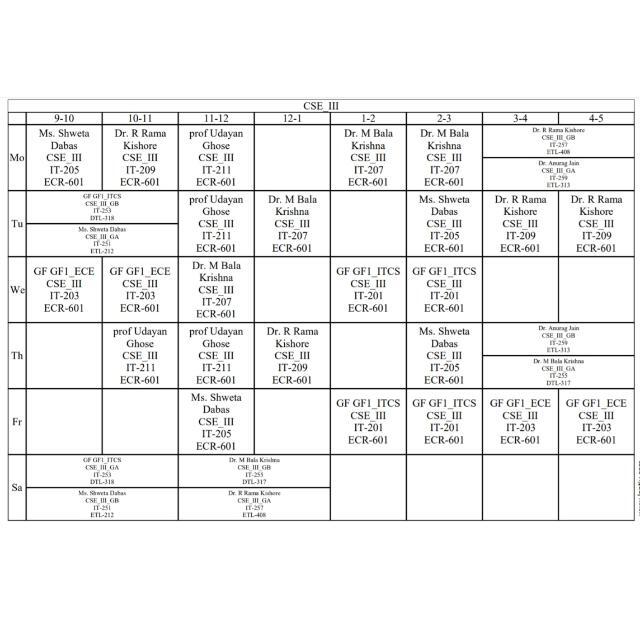 CSE_III
9-10 10-11 11-12 12-1 1-2 2-3 3-4 4-5
Mo
Ms. Shweta
Dabas
CSE_III
IT-205
ECR-601
Dr. R Rama
Kishore
CSE_III
IT-209
ECR-601
prof Udayan
Ghose
CSE_III
IT-211
ECR-601
Dr. M Bala
Krishna
CSE_III
IT-207
ECR-601
Dr. M Bala
Krishna
CSE_III
IT-207
ECR-601
Dr. R Rama Kishore
CSE_III_GB
IT-257
ETL-408
Dr. Anurag Jain
CSE_III_GA
IT-259
ETL-313
Tu
GF GF1_ITCS
CSE_III_GB
IT-253
DTL-318
Ms. Shweta Dabas
CSE_III_GA
IT-251
ETL-212
prof Udayan
Ghose
CSE_III
IT-211
ECR-601
Dr. M Bala
Krishna
CSE_III
IT-207
ECR-601
Ms. Shweta
Dabas
CSE_III
IT-205
ECR-601
Dr. R Rama
Kishore
CSE_III
IT-209
ECR-601
Dr. R Rama
Kishore
CSE_III
IT-209
ECR-601
We
GF GF1_ECE
CSE_III
IT-203
ECR-601
GF GF1_ECE
CSE_III
IT-203
ECR-601
Dr. M Bala
Krishna
CSE_III
IT-207
ECR-601
GF GF1_ITCS
CSE_III
IT-201
ECR-601
GF GF1_ITCS
CSE_III
IT-201
ECR-601
Th
prof Udayan
Ghose
CSE_III
IT-211
ECR-601
prof Udayan
Ghose
CSE_III
IT-211
ECR-601
Dr. R Rama
Kishore
CSE_III
IT-209
ECR-601
Ms. Shweta
Dabas
CSE_III
IT-205
ECR-601
Dr. Anurag Jain
CSE_III_GB
IT-259
ETL-313
Dr. M Bala Krishna
CSE_III_GA
IT-255
DTL-317
Fr
Ms. Shweta
Dabas
CSE_III
IT-205
ECR-601
GF GF1_ITCS
CSE_III
IT-201
ECR-601
GF GF1_ITCS
CSE_III
IT-201
ECR-601
GF GF1_ECE
CSE_III
IT-203
ECR-601
GF GF1_ECE
CSE_III
IT-203
ECR-601
Sa
GF GF1_ITCS
CSE_III_GA
IT-253
DTL-318
Ms. Shweta Dabas
CSE_III_GB
IT-251
ETL-212
Dr. M Bala Krishna
CSE_III_GB
IT-255
DTL-317
Dr. R Rama Kishore
CSE_III_GA
IT-257
ETL-408